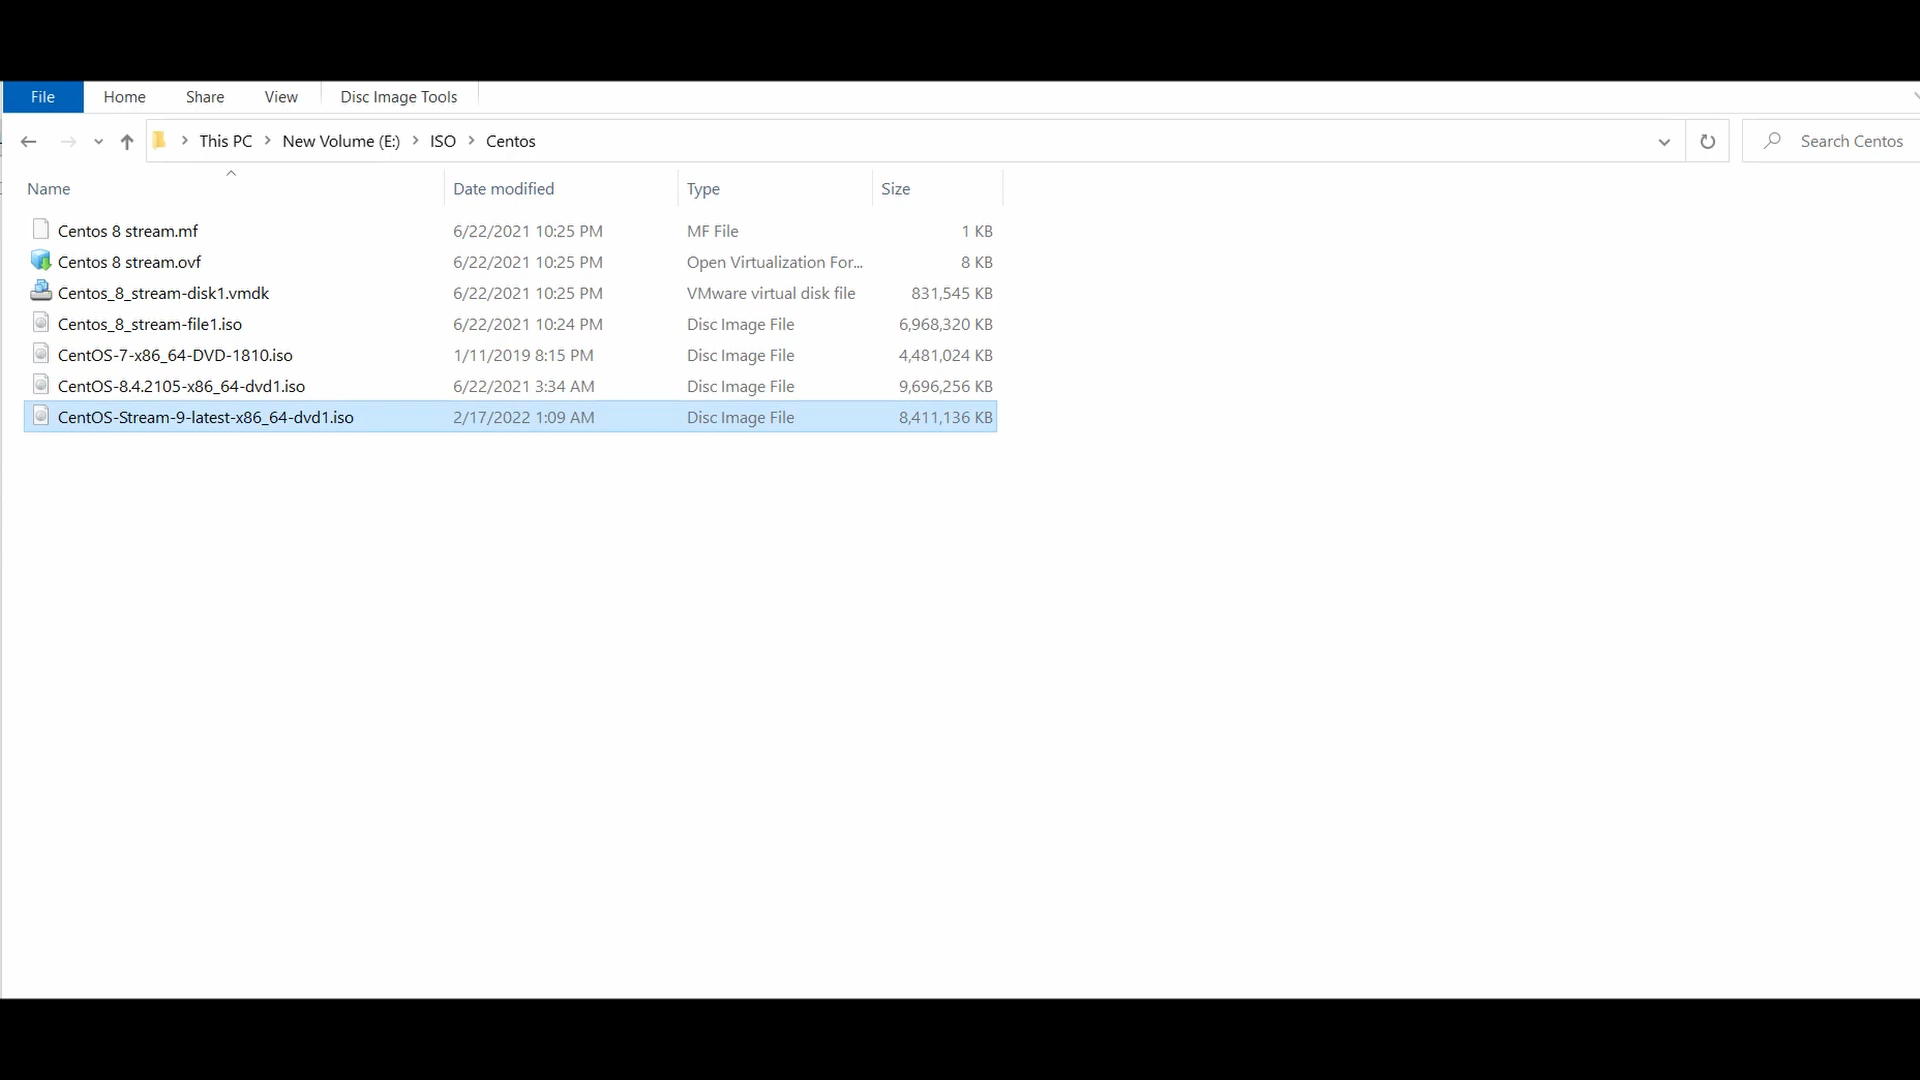 File Home Share View Disc Image Tools
This PC New Volume (E:) ISO Centos Search Centos
Name Date modified Type Size
Centos 8 stream.mf 6/22/2021 10:25 PM MF File 1 KB
Centos 8 stream.ovf 6/22/2021 10:25 PM Open Virtualization For... 8 KB
Centos_8_stream-disk1.vmdk 6/22/2021 10:25 PM VMware virtual disk file 831,545 KB
Centos_8_stream-file1.iso 6/22/2021 10:24 PM Disc Image File 6,968,320 KB
CentOS-7-x86_64-DVD-1810.iso 1/11/2019 8:15 PM Disc Image File 4,481,024 KB
CentOS-8.4.2105-x86_64-dvd1.iso 6/22/2021 3:34 AM Disc Image File 9,696,256 KB
CentOS-Stream-9-latest-x86_64-dvd1.iso 2/17/2022 1:09 AM Disc Image File 8,411,136 KB